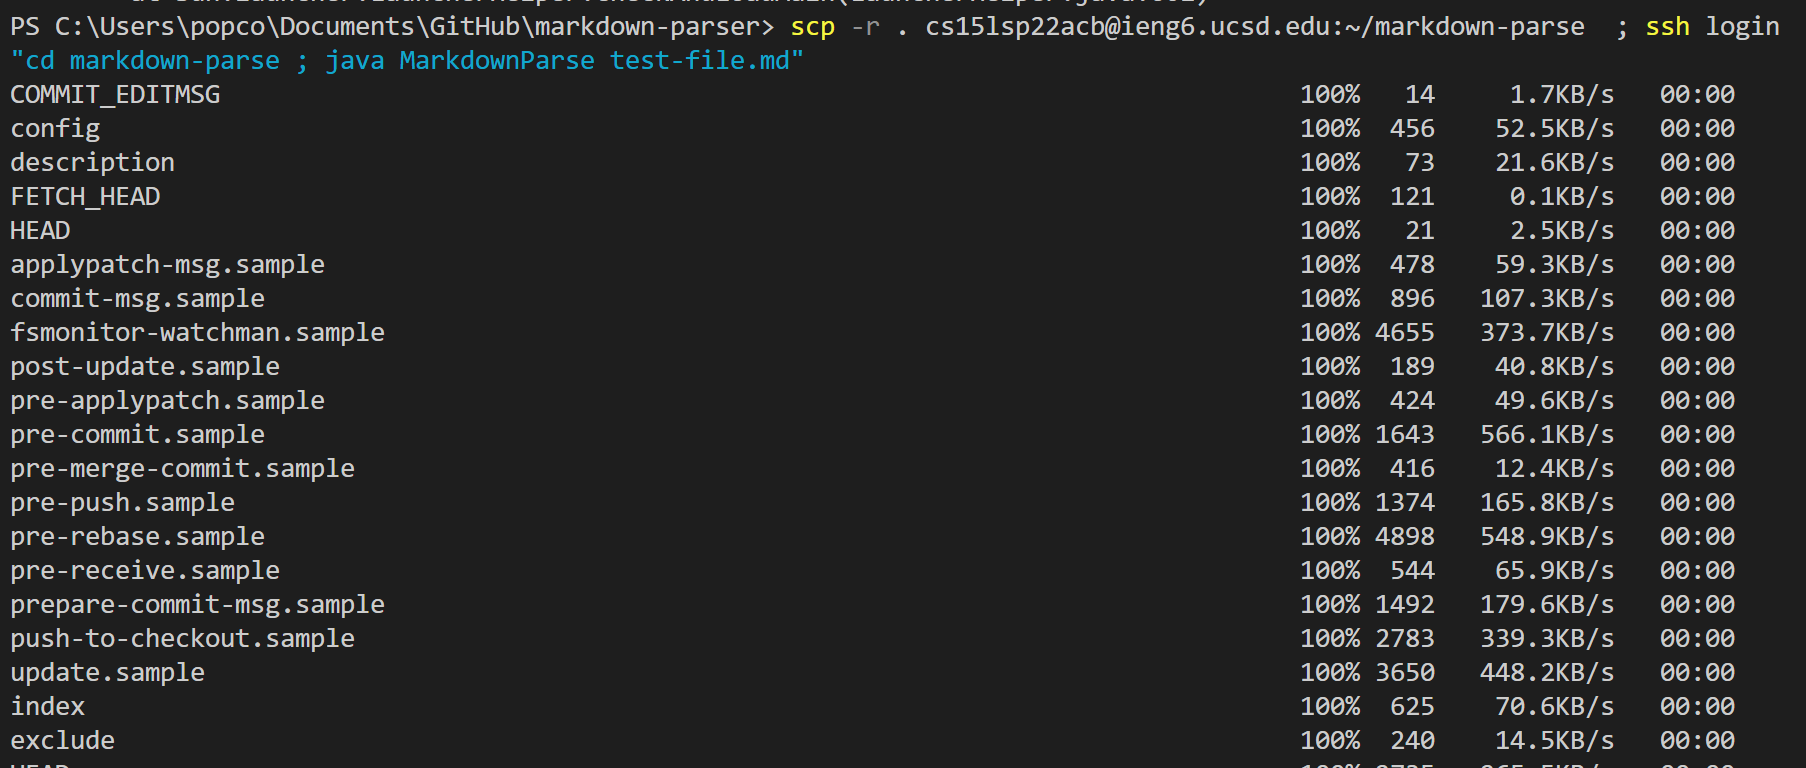 PS C:\Users\popco\Documents\GitHub\markdown-parser> scp -r . cs15lsp22acb@ieng6.ucsd.edu:~/markdown-parse  ; ssh login
"cd markdown-parse ; java MarkdownParse test-file.md"
COMMIT_EDITMSG 100% 14 1.7KB/s 00:00
config 100% 456 52.5KB/s 00:00
description 100% 73 21.6KB/s 00:00
FETCH_HEAD 100% 121 0.1KB/s 00:00
HEAD 100% 21 2.5KB/s 00:00
applypatch-msg.sample 100% 478 59.3KB/s 00:00
commit-msg.sample 100% 896 107.3KB/s 00:00
fsmonitor-watchman.sample 100% 4655 373.7KB/s 00:00
post-update.sample 100% 189 40.8KB/s 00:00
pre-applypatch.sample 100% 424 49.6KB/s 00:00
pre-commit.sample 100% 1643 566.1KB/s 00:00
pre-merge-commit.sample 100% 416 12.4KB/s 00:00
pre-push.sample 100% 1374 165.8KB/s 00:00
pre-rebase.sample 100% 4898 548.9KB/s 00:00
pre-receive.sample 100% 544 65.9KB/s 00:00
prepare-commit-msg.sample 100% 1492 179.6KB/s 00:00
push-to-checkout.sample 100% 2783 339.3KB/s 00:00
update.sample 100% 3650 448.2KB/s 00:00
index 100% 625 70.6KB/s 00:00
exclude 100% 240 14.5KB/s 00:00